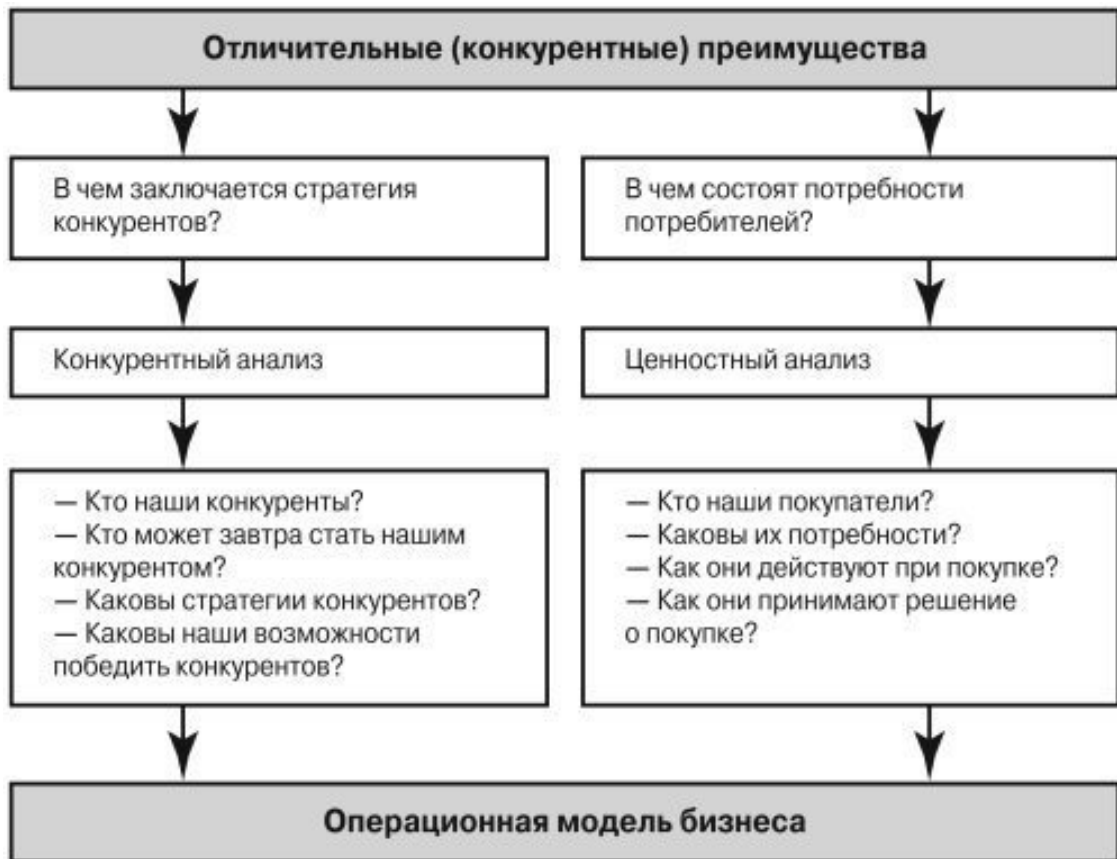 Отличительные (конкурентные) преимущества
В чем заключается стратегия
конкурентов?
Конкурентный анализ
— Кто наши конкуренты?
— Кто может завтра стать нашим
конкурентом?
— Каковы стратегии конкурентов?
— Каковы наши возможности
победить конкурентов?
В чем состоят потребности
потребителей?
Ценностный анализ
— Кто наши покупатели?
— Каковы их потребности?
— Как они действуют при покупке?
— Как они принимают решение
о покупке?
Операционная модель бизнеса